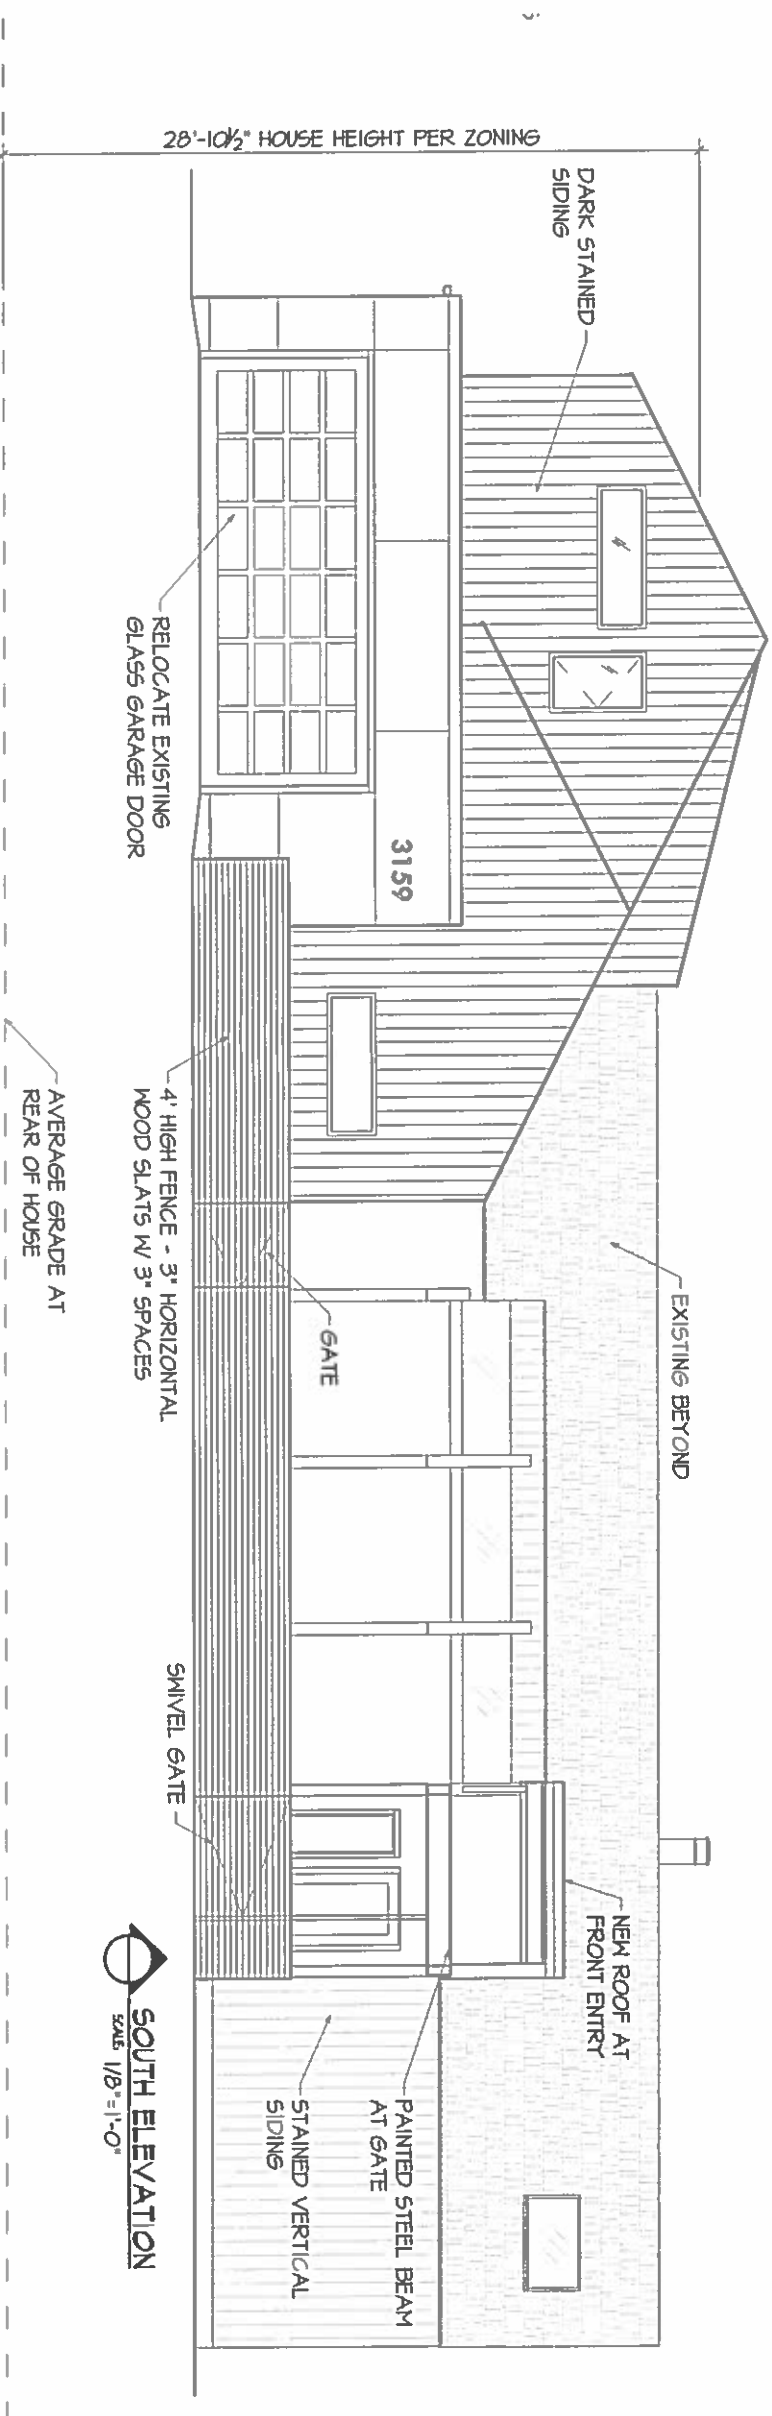 28'-10½" HOUSE HEIGHT PER ZONING
DARK STAINED
SIDING
RELOCATE EXISTING
GLASS GARAGE DOOR
3159
AVERAGE GRADE AT
REAR OF HOUSE
4' HIGH FENCE - 3" HORIZONTAL
WOOD SLATS W/ 3" SPACES
GATE
EXISTING BEYOND
SWIVEL GATE
NEW ROOF AT
FRONT ENTRY
PAINTED STEEL BEAM
AT GATE
STAINED VERTICAL
SIDING
SOUTH ELEVATION
SCALE: 1/8" = 1'-0"